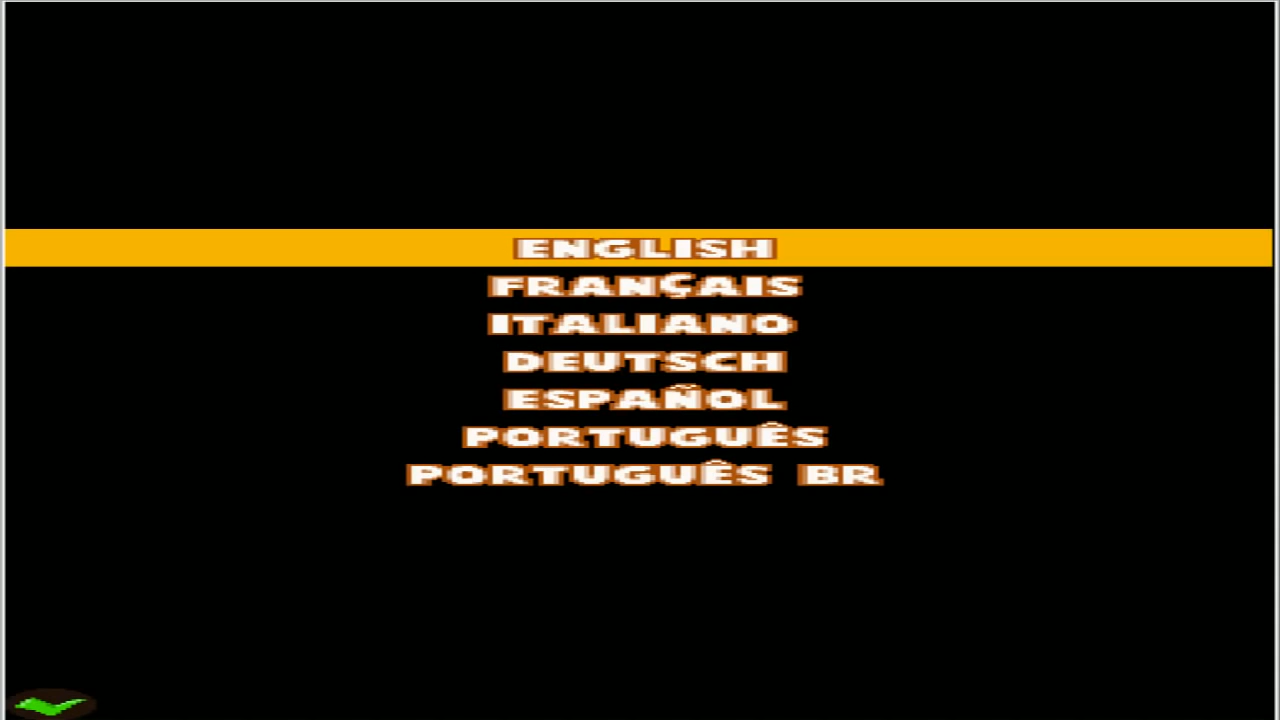 ENGLISH
FRANÇAIS
ITALIANO
DEUTSCH
ESPAÑOL
PORTUGUÊS
PORTUGUÊS BR